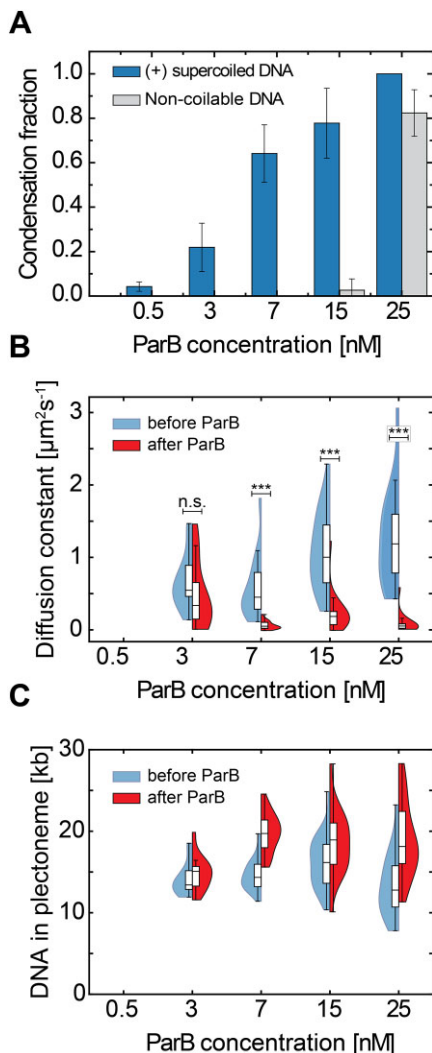 A
(+) supercoiled DNA
Non-coilable DNA
Condensation fraction
1.0
0.8
0.6
0.4
0.2
0.0
0.5 3 7 15 25
ParB concentration [nM]
B
Diffusion constant [μm²s⁻¹]
before ParB
after ParB
n.s. *** *** ***
3
2
1
0
0.5 3 7 15 25
ParB concentration [nM]
C
DNA in plectoneme [kb]
before ParB
after ParB
30
20
10
0
0.5 3 7 15 25
ParB concentration [nM]